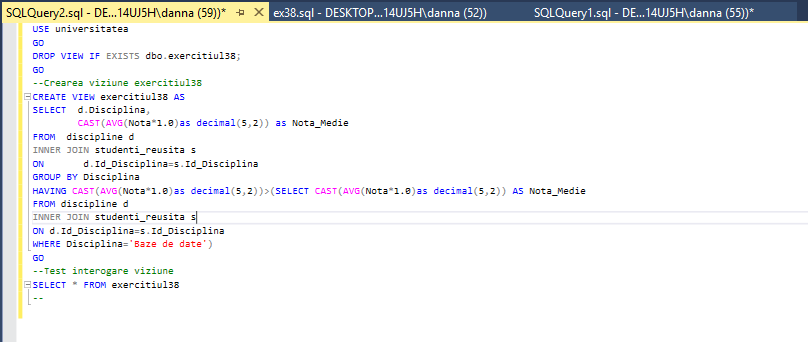 SQLQuery2.sql - DE...14UJ5H\danna (59))* ex38.sql - DESKTOP...14UJ5H\danna (52)) SQLQuery1.sql - DE...14UJ5H\danna (55))*
USE universitatea
GO
DROP VIEW IF EXISTS dbo.exercitiul38;
GO
--Crearea viziune exercitiul38
CREATE VIEW exercitiul38 AS
SELECT d.Disciplina,
CAST(AVG(Nota*1.0)as decimal(5,2)) as Nota_Medie
FROM discipline d
INNER JOIN studenti_reusita s
ON d.Id_Disciplina=s.Id_Disciplina
GROUP BY Disciplina
HAVING CAST(AVG(Nota*1.0)as decimal(5,2))>(SELECT CAST(AVG(Nota*1.0)as decimal(5,2)) AS Nota_Medie
FROM discipline d
INNER JOIN studenti_reusita s
ON d.Id_Disciplina=s.Id_Disciplina
WHERE Disciplina='Baze de date')
GO
--Test interogare viziune
SELECT * FROM exercitiul38
--